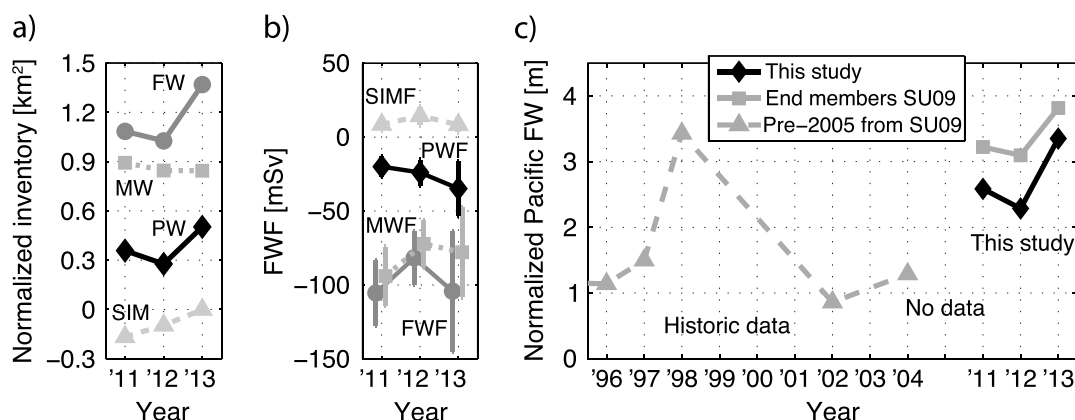 a)
Normalized inventory [km²]
1.5
1.2
0.9
0.6
0.3
0
−0.3
FW
MW
PW
SIM
'11 '12 '13
Year
b)
FWF [mSv]
50
0
−50
−100
−150
SIMF
PWF
MWF
FWF
'11 '12 '13
Year
c)
Normalized Pacific FW [m]
4
3
2
1
0
This study
End members SU09
Pre−2005 from SU09
This study
No data
Historic data
'96 '97 '98 '99 '00 '01 '02 '03 '04 '11 '12 '13
Year